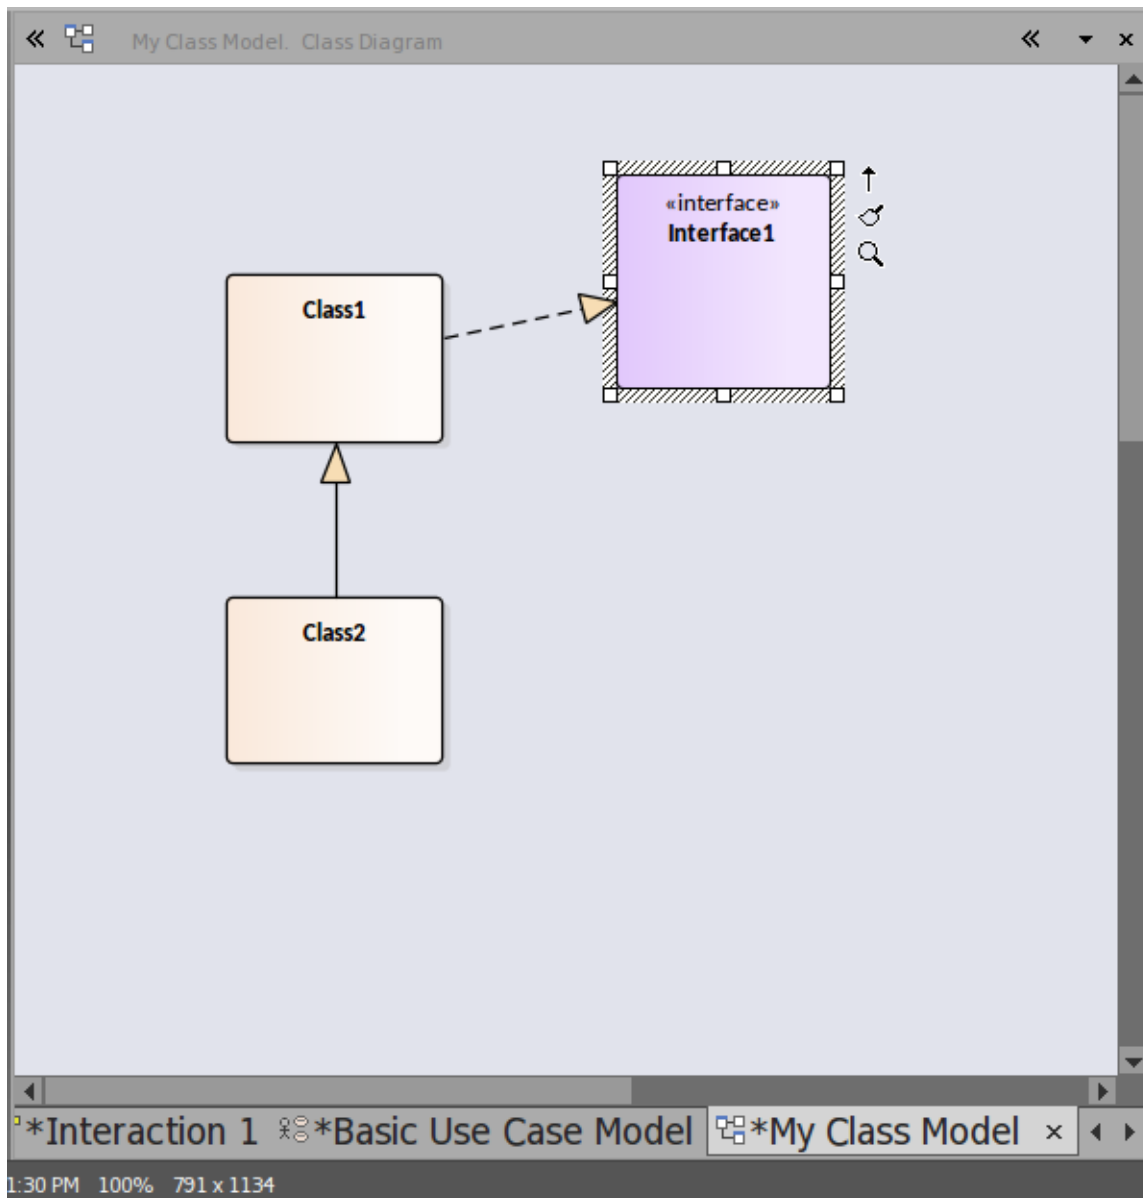 My Class Model.  Class Diagram
«interface»
Interface1
Class1
Class2
*Interaction 1 *Basic Use Case Model *My Class Model
1:30 PM 100% 791 x 1134